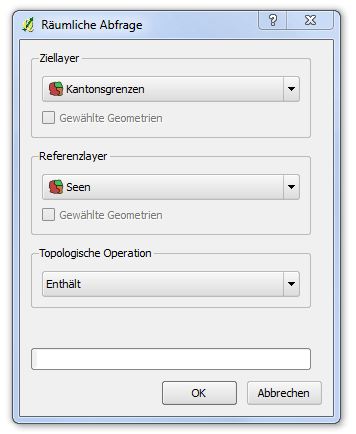 Räumliche Abfrage
Ziellayer
Kantonsgrenzen
Gewählte Geometrien
Referenzlayer
Seen
Gewählte Geometrien
Topologische Operation
Enthält
OK
Abbrechen